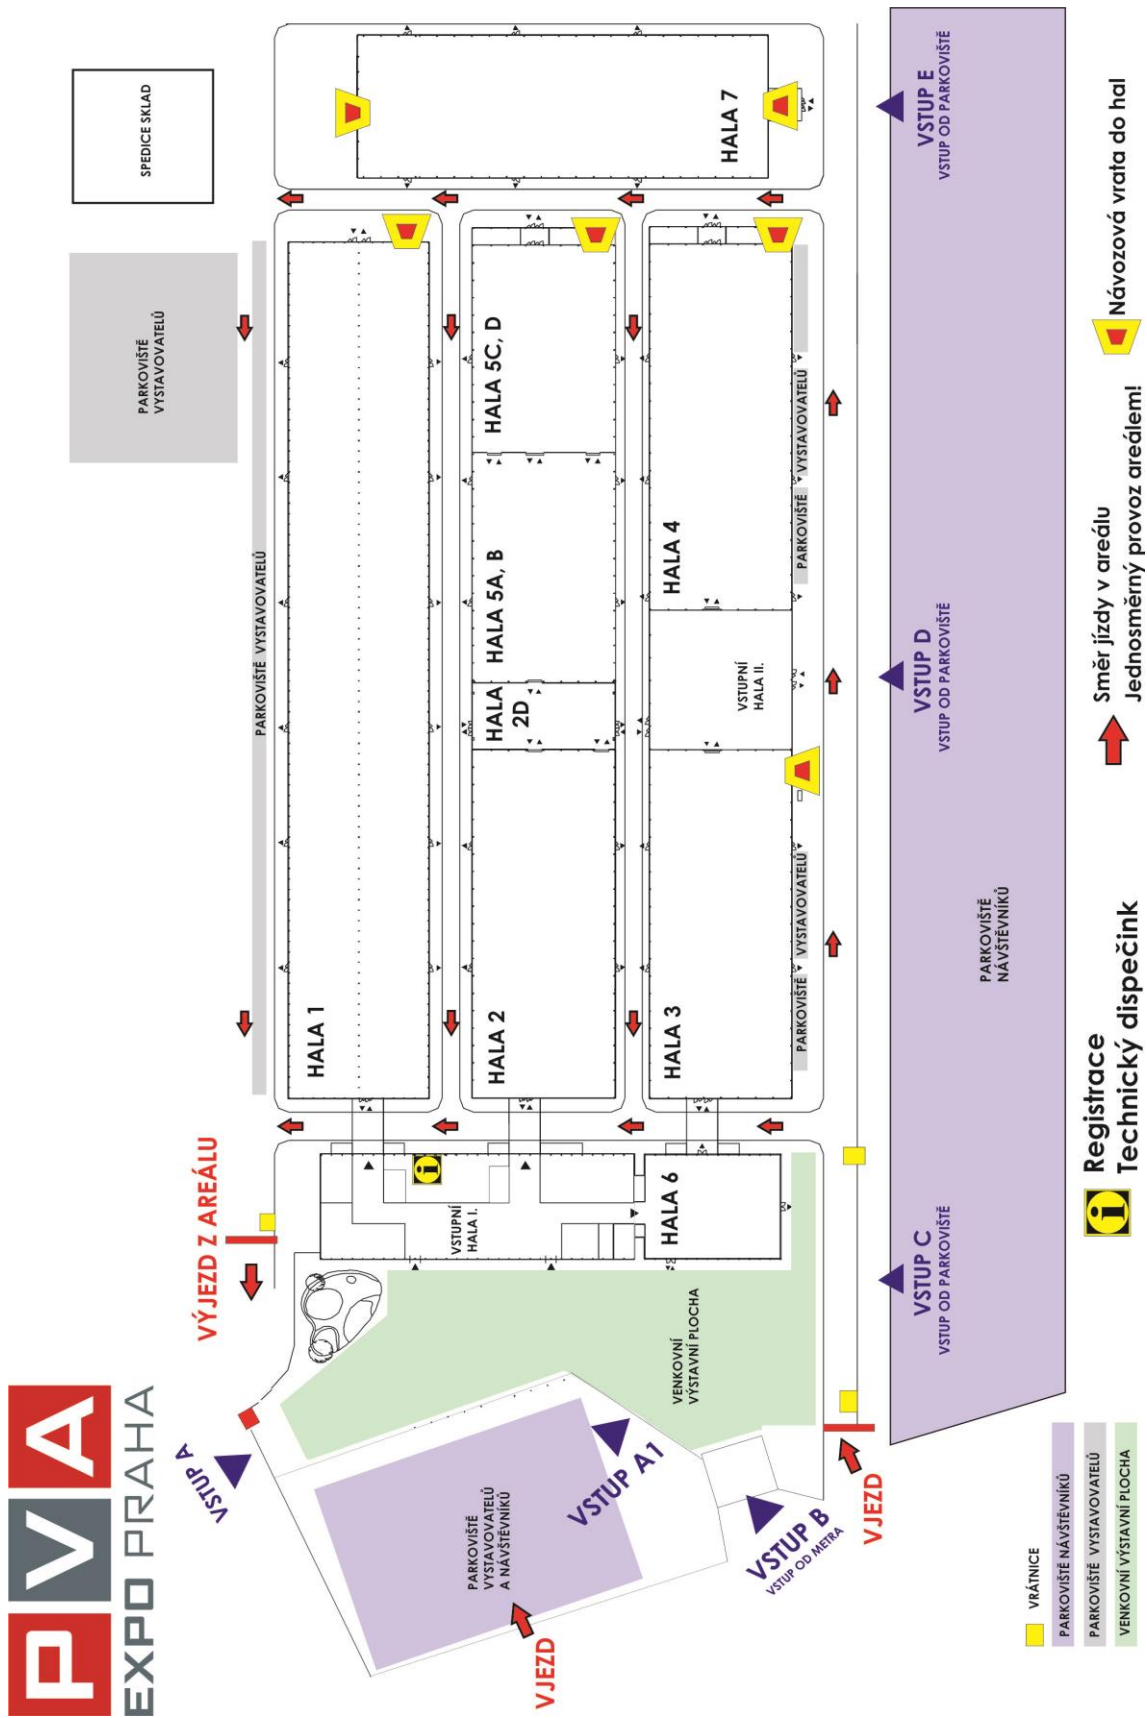 PVA
EXPO PRAHA
SPEDICE SKLAD
PARKOVIŠTĚ
VYSTAVOVATELŮ
PARKOVIŠTĚ VYSTAVOVATELŮ
VÝJEZD Z AREÁLU
HALA 1
HALA 2
HALA
2D
HALA 5A, B
HALA 5C, D
HALA 7
HALA 3
VSTUPNÍ
HALA II.
HALA 4
PARKOVIŠTĚ VYSTAVOVATELŮ
PARKOVIŠTĚ VYSTAVOVATELŮ
VSTUPNÍ
HALA I.
i
HALA 6
VENKOVNÍ
VÝSTAVNÍ PLOCHA
VSTUP A
PARKOVIŠTĚ
VYSTAVOVATELŮ
A NÁVŠTĚVNÍKŮ
VJEZD
VSTUP A1
VSTUP B
VSTUP OD METRA
VJEZD
VSTUP C
VSTUP OD PARKOVIŠTĚ
VSTUP D
VSTUP OD PARKOVIŠTĚ
VSTUP E
VSTUP OD PARKOVIŠTĚ
PARKOVIŠTĚ
NÁVŠTĚVNÍKŮ
VRÁTNICE
PARKOVIŠTĚ NÁVŠTĚVNÍKŮ
PARKOVIŠTĚ VYSTAVOVATELŮ
VENKOVNÍ VÝSTAVNÍ PLOCHA
i
Registrace
Technický dispečink
Směr jízdy v areálu
Jednosměrný provoz areálem!
Návozová vrata do hal